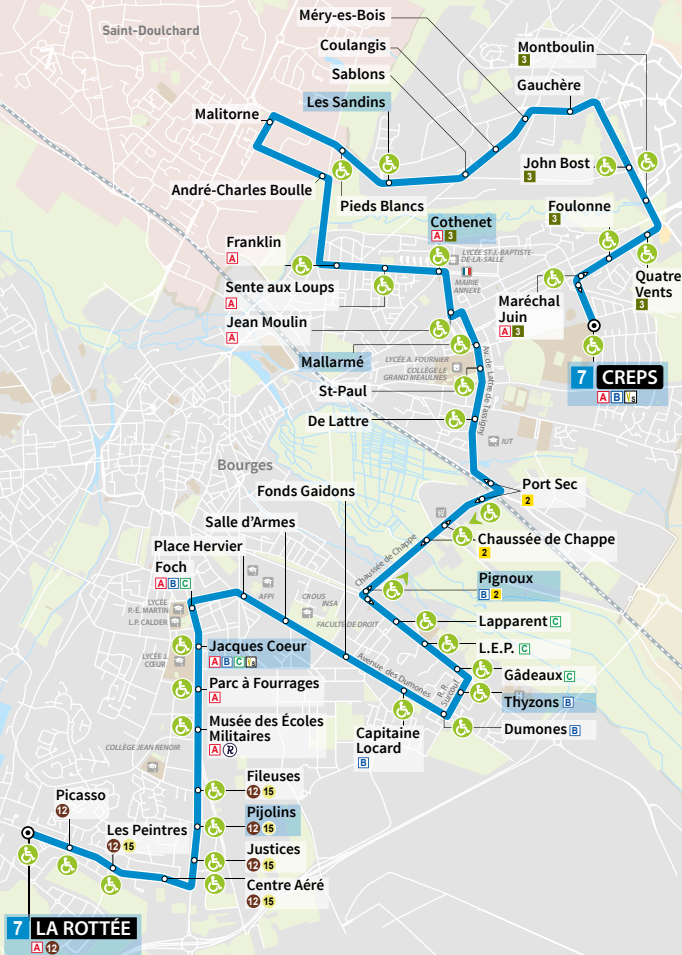 Méry-es-Bois
Saint-Doulchard
Coulangis
Sablons
Montboulin
3
Gauchère
Les Sandins
Malitorne
John Bost
3
André-Charles Boulle
Pieds Blancs
Foulonne
3
Cothenet
A 3
Franklin
A
LYCÉE ST-J.-BAPTISTE-
DE-LA-SALLE
MAIRIE
ANNEXE
Sente aux Loups
A
Quatre
Vents
3
Maréchal
Juin
A 3
Jean Moulin
A
Mallarmé
LYCÉE A. FOURNIER
COLLÈGE LE
GRAND MEAULNES
Av. de Lattre de Tassigny
7 CREPS
A B
St-Paul
De Lattre
IUT
Bourges
Fonds Gaidons
Port Sec
2
Salle d'Armes
Chaussée de Chappe
2
Place Hervier
Chaussée de Chappe
Foch
A B C
Pignoux
B 2
AFPI
CROUS
INSA
LYCÉE
P.-É. MARTIN
L.P. CALDER
FACULTÉ DE DROIT
Lapparent C
L.E.P. C
Jacques Coeur
A B C
LYCÉE J.
CŒUR
Avenue des Dumones
Gâdeaux C
R.R.
Surcouf
Parc à Fourrages
A
Thyzons B
Musée des Écoles
Militaires
A R
Capitaine
Locard
B
Dumones B
COLLÈGE JEAN RENOIR
Fileuses
12 15
Picasso
12
Pijolins
12 15
Les Peintres
12 15
Justices
12 15
Centre Aéré
12 15
7 LA ROTTÉE
A 12